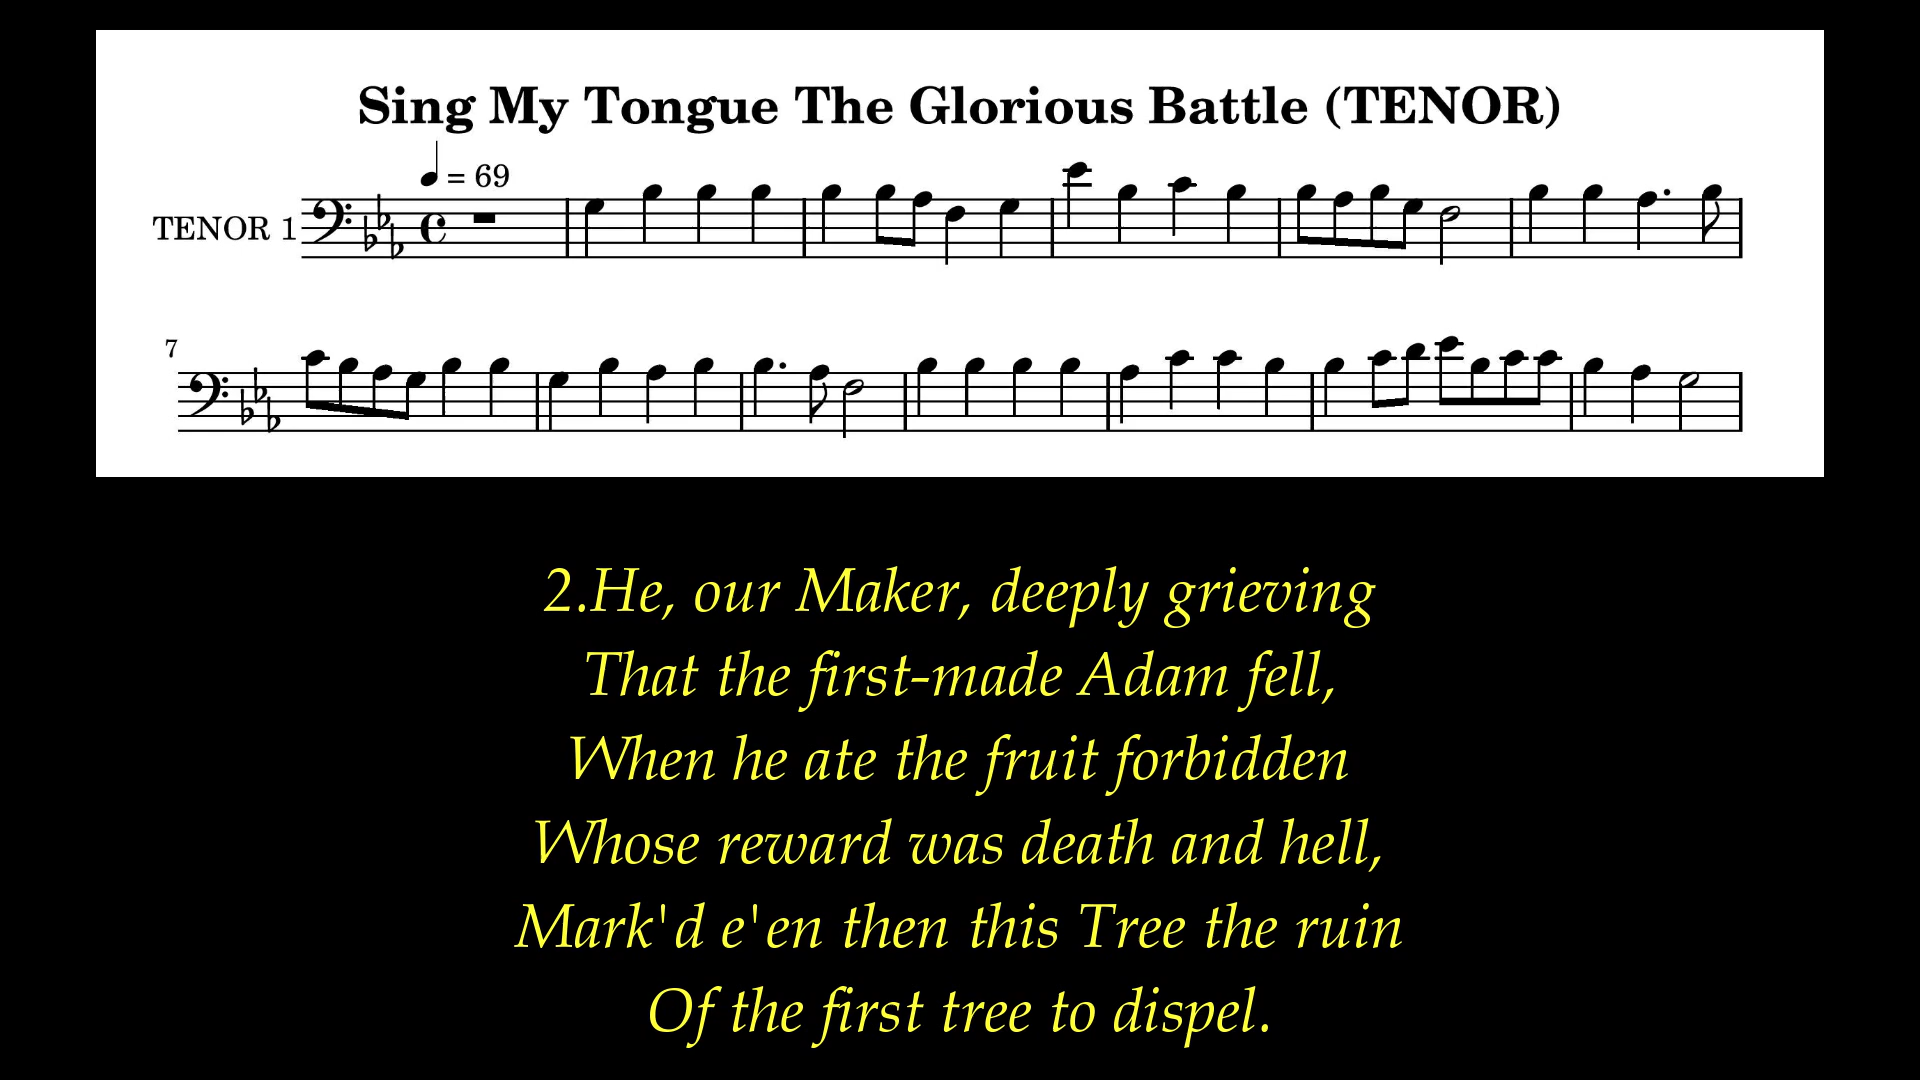 Sing My Tongue The Glorious Battle (TENOR)
= 69
TENOR 1
7
2.He, our Maker, deeply grieving
That the first-made Adam fell,
When he ate the fruit forbidden
Whose reward was death and hell,
Mark'd e'en then this Tree the ruin
Of the first tree to dispel.